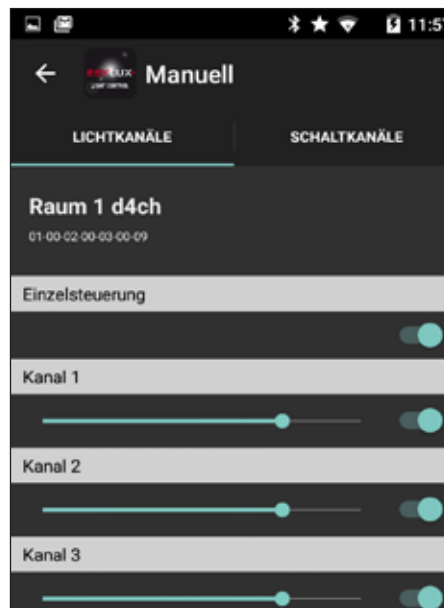 11:5
Manuell
LICHTKANÄLE
SCHALTKANÄLE
Raum 1 d4ch
01-00-02-00-03-00-09
Einzelsteuerung
Kanal 1
Kanal 2
Kanal 3